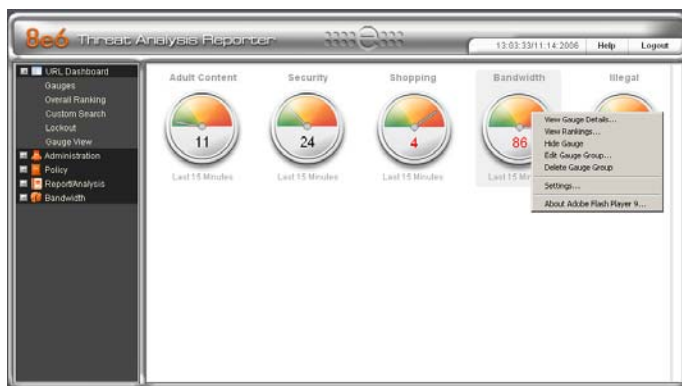 8e6 Threat Analysis Reporter
13:03:33/11.14.2006 Help Logout
URL Dashboard
Gauges
Overall Ranking
Custom Search
Lockout
Gauge View
Administration
Policy
Report/Analysis
Bandwidth
Adult Content
11
Last 15 Minutes
Security
24
Last 15 Minutes
Shopping
4
Last 15 Minutes
Bandwidth
86
Last 15 M
Illegal
View Gauge Details...
View Rankings...
Hide Gauge
Edit Gauge Group...
Delete Gauge Group
Settings...
About Adobe Flash Player 9...